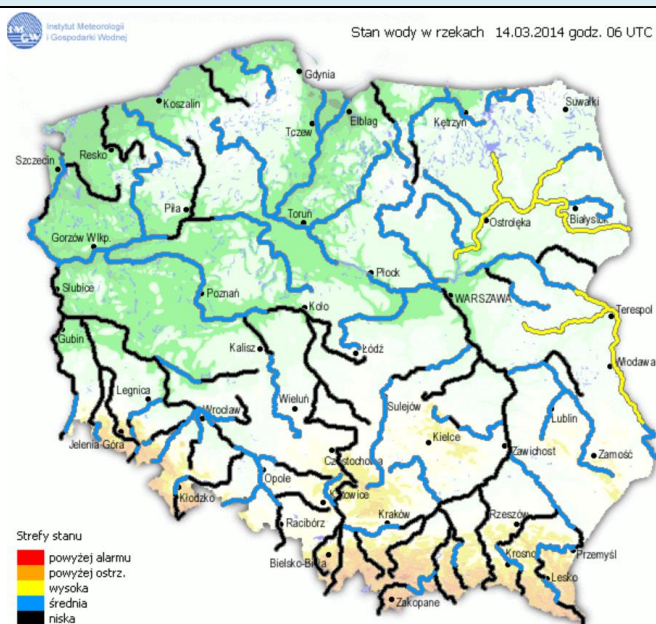 Instytut Meteorologii
i Gospodarki Wodnej
Stan wody w rzekach 14.03.2014 godz. 06 UTC
Gdynia
Koszalin
Suwałki
Tczew
Elbląg
Kętrzyn
Resko
Szczecin
Piła
Toruń
Ostrołęka
Białystok
Gorzów Wlkp.
Płock
Słubice
Poznań
Koło
WARSZAWA
Terespol
Gubin
Kalisz
Łódź
Włodawa
Legnica
Wieluń
Sulejów
Lublin
Wrocław
Jelenia Góra
Kielce
Częstochowa
Zawichost
Zamość
Opole
Kłodzko
Katowice
Racibórz
Kraków
Rzeszów
Bielsko-Biała
Krosno
Przemyśl
Lesko
Zakopane
Strefy stanu
powyżej alarmu
powyżej ostrz.
wysoka
średnia
niska